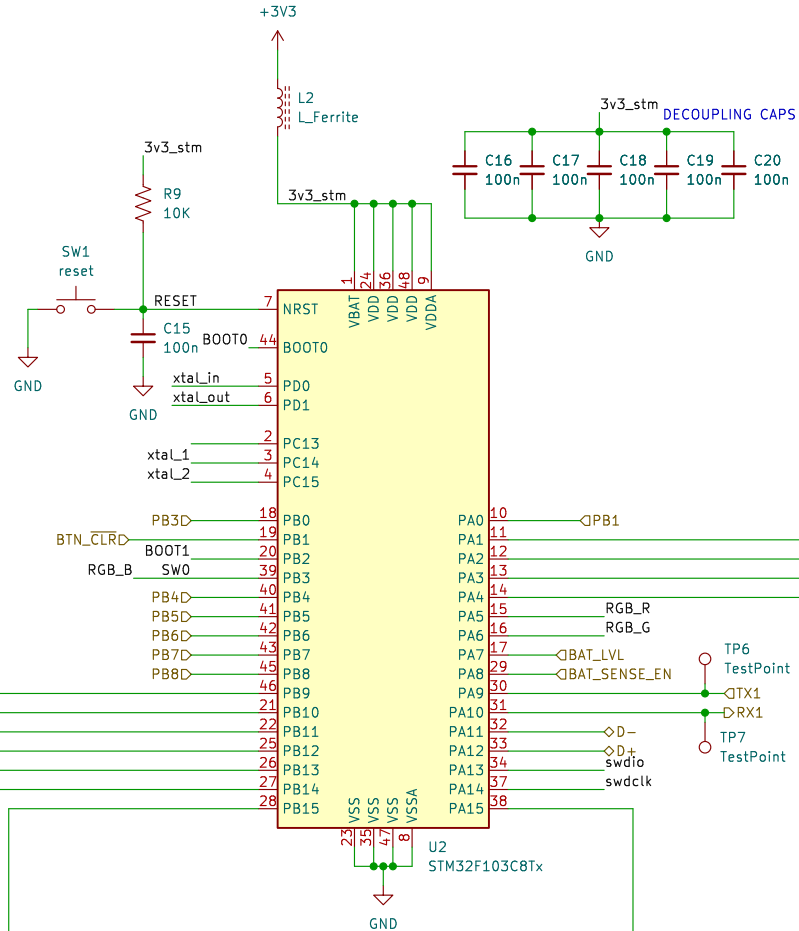 +3V3
L2
L_Ferrite
3v3_stm
DECOUPLING CAPS
C16
100n
C17
100n
C18
100n
C19
100n
C20
100n
GND
3v3_stm
R9
10K
3v3_stm
SW1
reset
RESET
GND
C15
100n
GND
1 24 36 48 9
VBAT VDD VDD VDD VDDA
7 NRST
BOOT0 44 BOOT0
xtal_in 5 PD0
xtal_out 6 PD1
2 PC13
xtal_1 3 PC14
xtal_2 4 PC15
PB3 18 PB0 PA0 10 PB1
BTN_CLR 19 PB1 PA1 11
BOOT1 20 PB2 PA2 12
RGB_B SW0 39 PB3 PA3 13
PB4 40 PB4 PA4 14
PB5 41 PB5 PA5 15 RGB_R
PB6 42 PB6 PA6 16 RGB_G
PB7 43 PB7 PA7 17 BAT_LVL
PB8 45 PB8 PA8 29 BAT_SENSE_EN
46 PB9 PA9 30 TX1
21 PB10 PA10 31 RX1
22 PB11 PA11 32 D-
25 PB12 PA12 33 D+
26 PB13 PA13 34 swdio
27 PB14 PA14 37 swdclk
28 PB15 PA15 38
TP6
TestPoint
TP7
TestPoint
VSS VSS VSS VSSA
23 35 47 8
U2
STM32F103C8Tx
GND